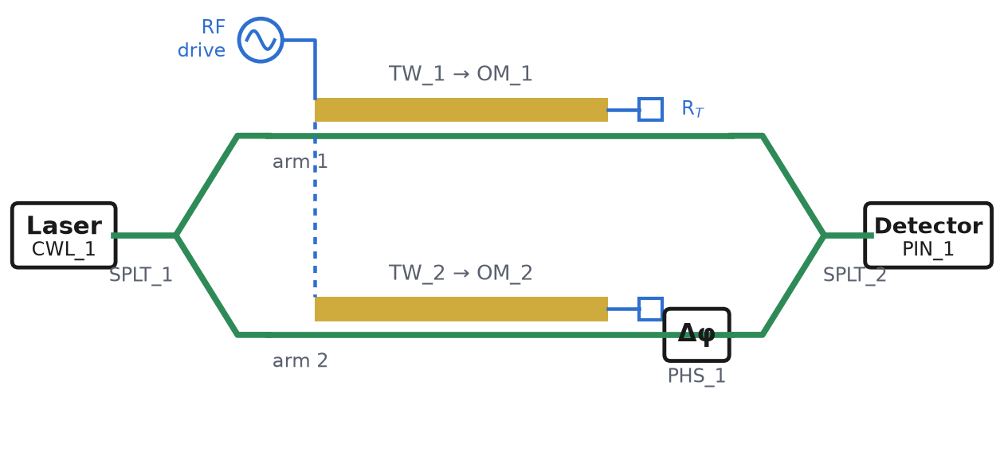 RF
drive
TW_1 → OM_1
R_T
arm 1
Laser
CWL_1
SPLT_1
Detector
PIN_1
SPLT_2
TW_2 → OM_2
Δφ
arm 2
PHS_1